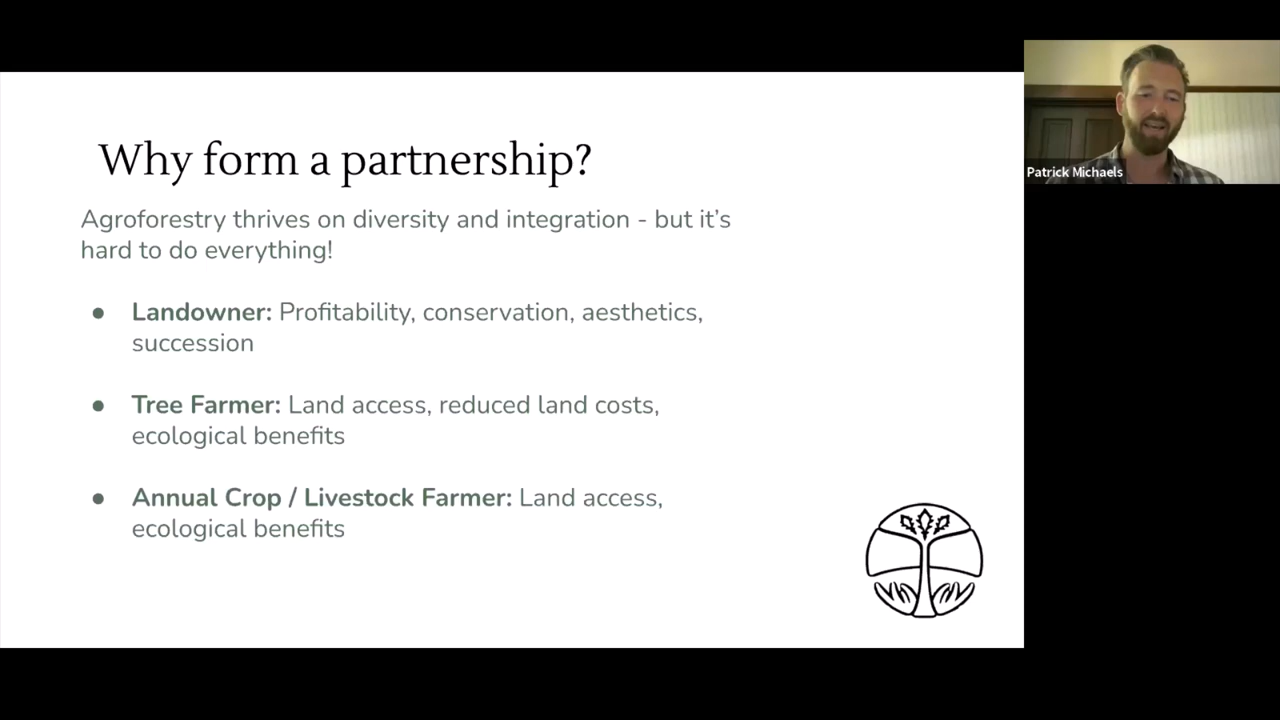 Why form a partnership?
Agroforestry thrives on diversity and integration - but it’s
hard to do everything!
● Landowner: Profitability, conservation, aesthetics,
succession
● Tree Farmer: Land access, reduced land costs,
ecological benefits
● Annual Crop / Livestock Farmer: Land access,
ecological benefits
Patrick Michaels